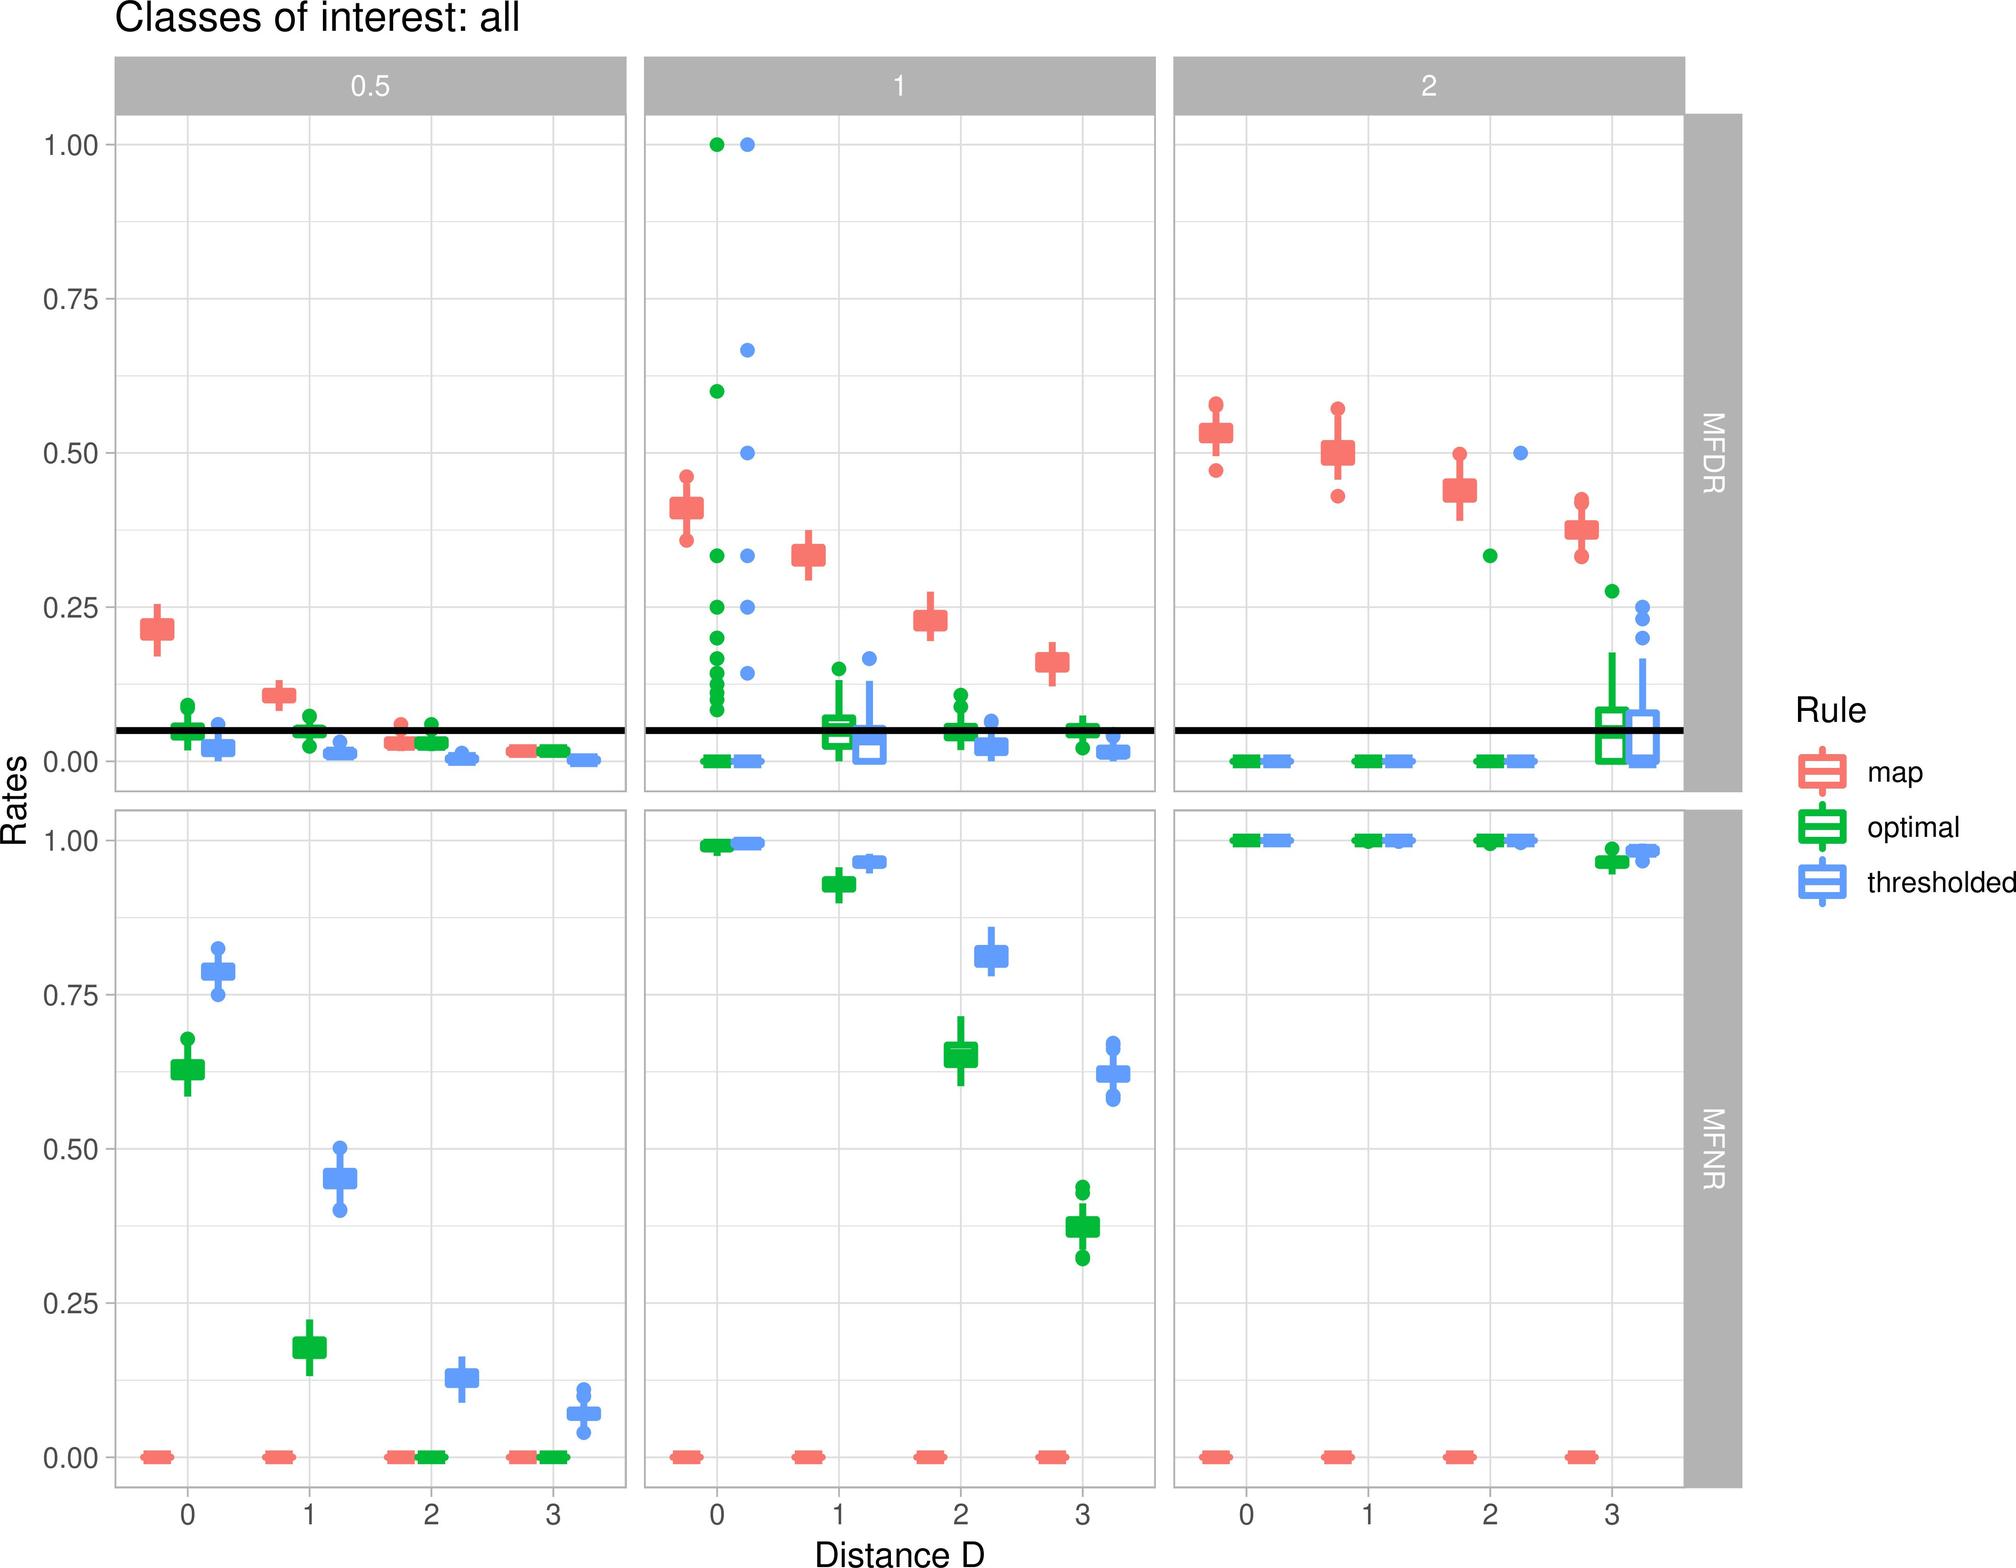 Classes of interest: all
0.5 1 2
1.00
0.75
0.50
0.25
0.00
MFDR
1.00
0.75
0.50
0.25
0.00
MFNR
Rates
0 1 2 3 0 1 2 3 0 1 2 3
Distance D
Rule
map
optimal
thresholded